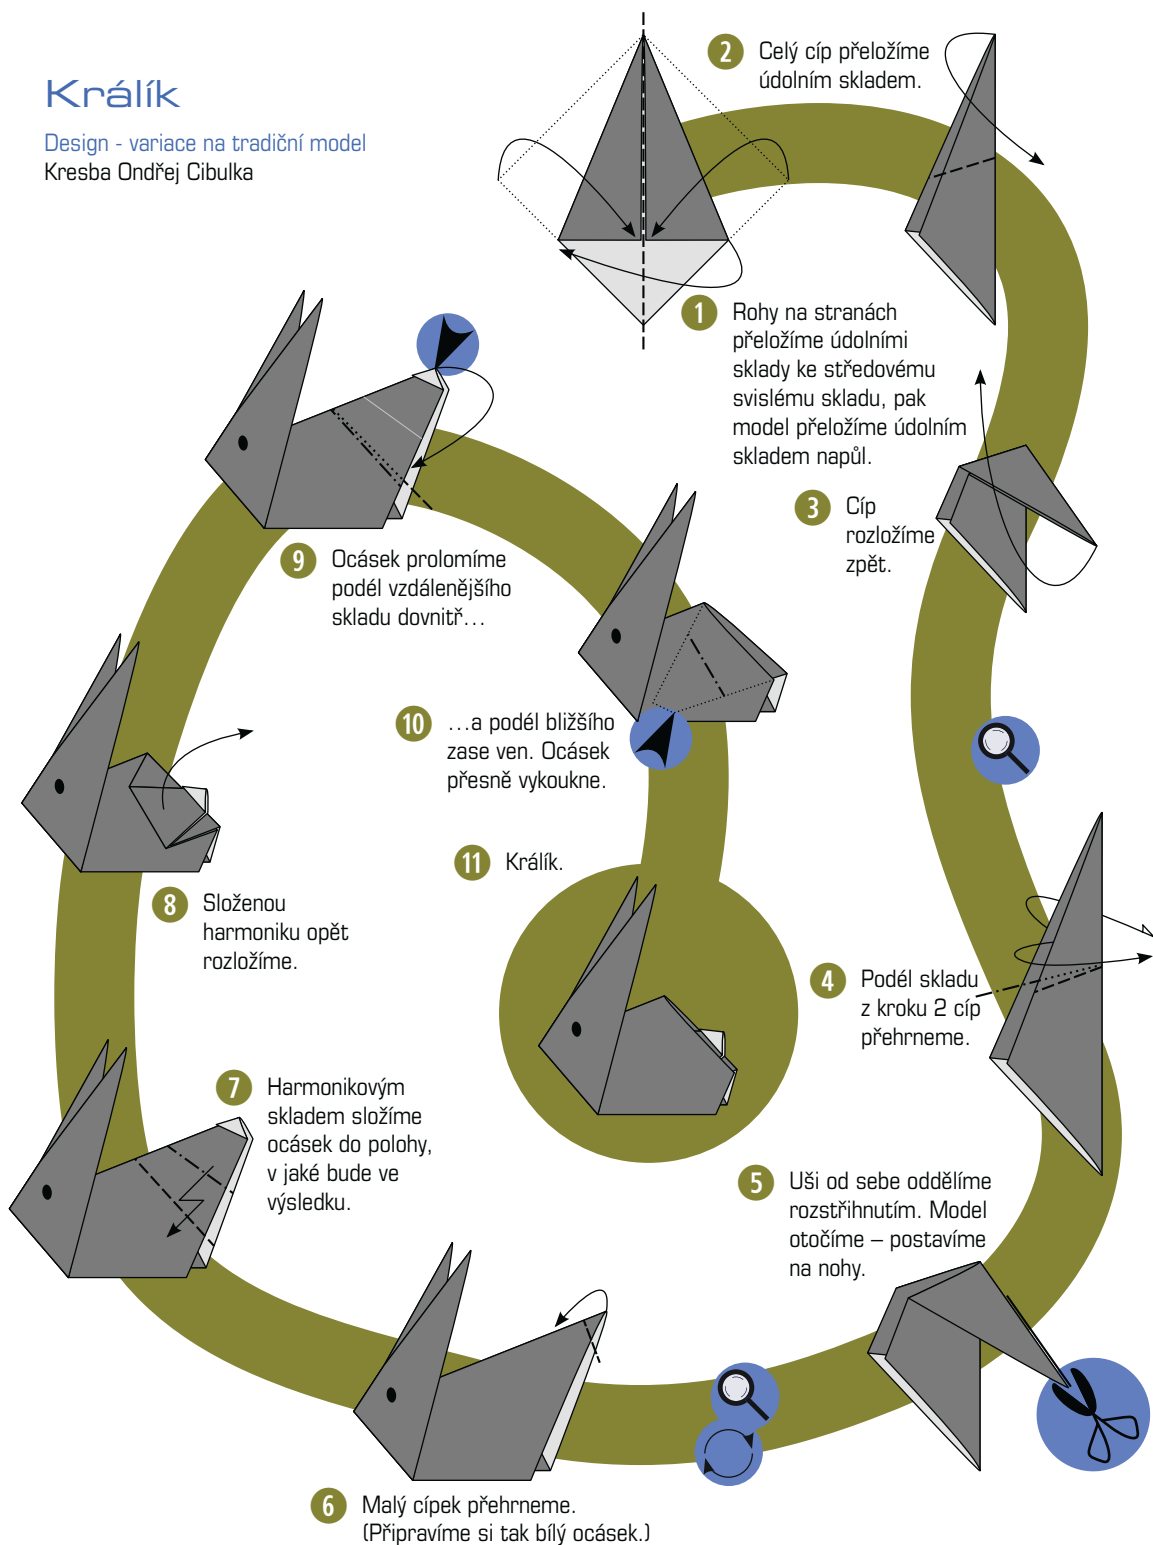 Králík
Design - variace na tradiční model
Kresba Ondřej Cibulka
1 Rohy na stranách
přeložíme údolními
sklady ke středovému
svislému skladu, pak
model přeložíme údolním
skladem napůl.
2 Celý cíp přeložíme
údolním skladem.
3 Cíp
rozložíme
zpět.
4 Podél skladu
z kroku 2 cíp
přehrneme.
5 Uši od sebe oddělíme
rozstřihnutím. Model
otočíme – postavíme
na nohy.
6 Malý cípek přehrneme.
(Připravíme si tak bílý ocásek.)
7 Harmonikovým
skladem složíme
ocásek do polohy,
v jaké bude ve
výsledku.
8 Složenou
harmoniku opět
rozložíme.
9 Ocásek prolomíme
podél vzdálenějšího
skladu dovnitř…
10 …a podél bližšího
zase ven. Ocásek
přesně vykoukne.
11 Králík.